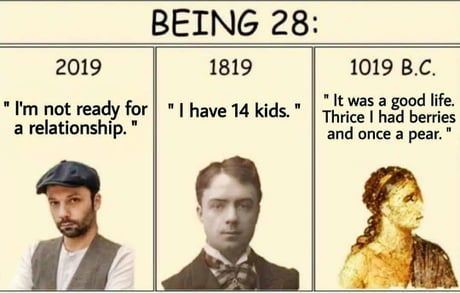 BEING 28:
2019
" I'm not ready for
a relationship. "
1819
" I have 14 kids. "
1019 B.C.
" It was a good life.
Thrice I had berries
and once a pear. "